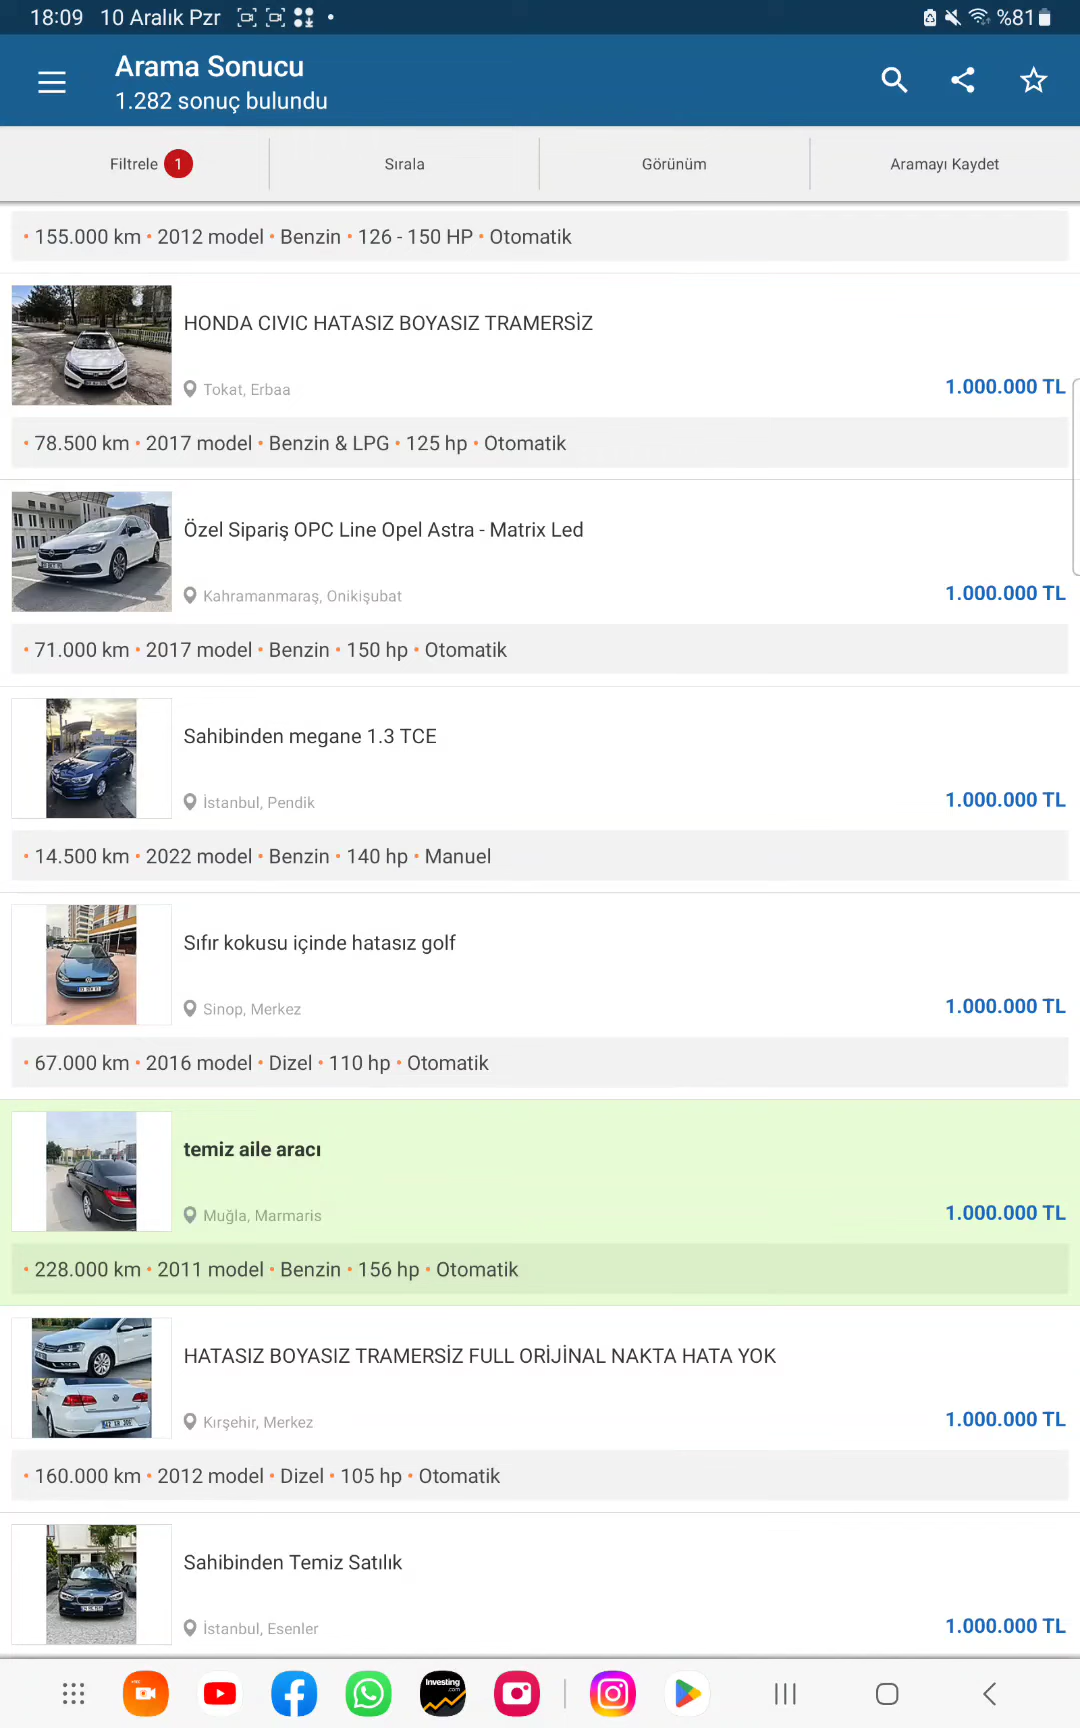 18:09 10 Aralık Pzr %81
Arama Sonucu
1.282 sonuç bulundu
Filtrele 1 Sırala Görünüm Aramayı Kaydet
• 155.000 km • 2012 model • Benzin • 126 - 150 HP • Otomatik
HONDA CIVIC HATASIZ BOYASIZ TRAMERSİZ
Tokat, Erbaa
1.000.000 TL
• 78.500 km • 2017 model • Benzin & LPG • 125 hp • Otomatik
Özel Sipariş OPC Line Opel Astra - Matrix Led
Kahramanmaraş, Onikişubat
1.000.000 TL
• 71.000 km • 2017 model • Benzin • 150 hp • Otomatik
Sahibinden megane 1.3 TCE
İstanbul, Pendik
1.000.000 TL
• 14.500 km • 2022 model • Benzin • 140 hp • Manuel
Sıfır kokusu içinde hatasız golf
Sinop, Merkez
1.000.000 TL
• 67.000 km • 2016 model • Dizel • 110 hp • Otomatik
temiz aile aracı
Muğla, Marmaris
1.000.000 TL
• 228.000 km • 2011 model • Benzin • 156 hp • Otomatik
HATASIZ BOYASIZ TRAMERSİZ FULL ORİJİNAL NAKTA HATA YOK
Kırşehir, Merkez
1.000.000 TL
• 160.000 km • 2012 model • Dizel • 105 hp • Otomatik
Sahibinden Temiz Satılık
İstanbul, Esenler
1.000.000 TL
Investing
.com